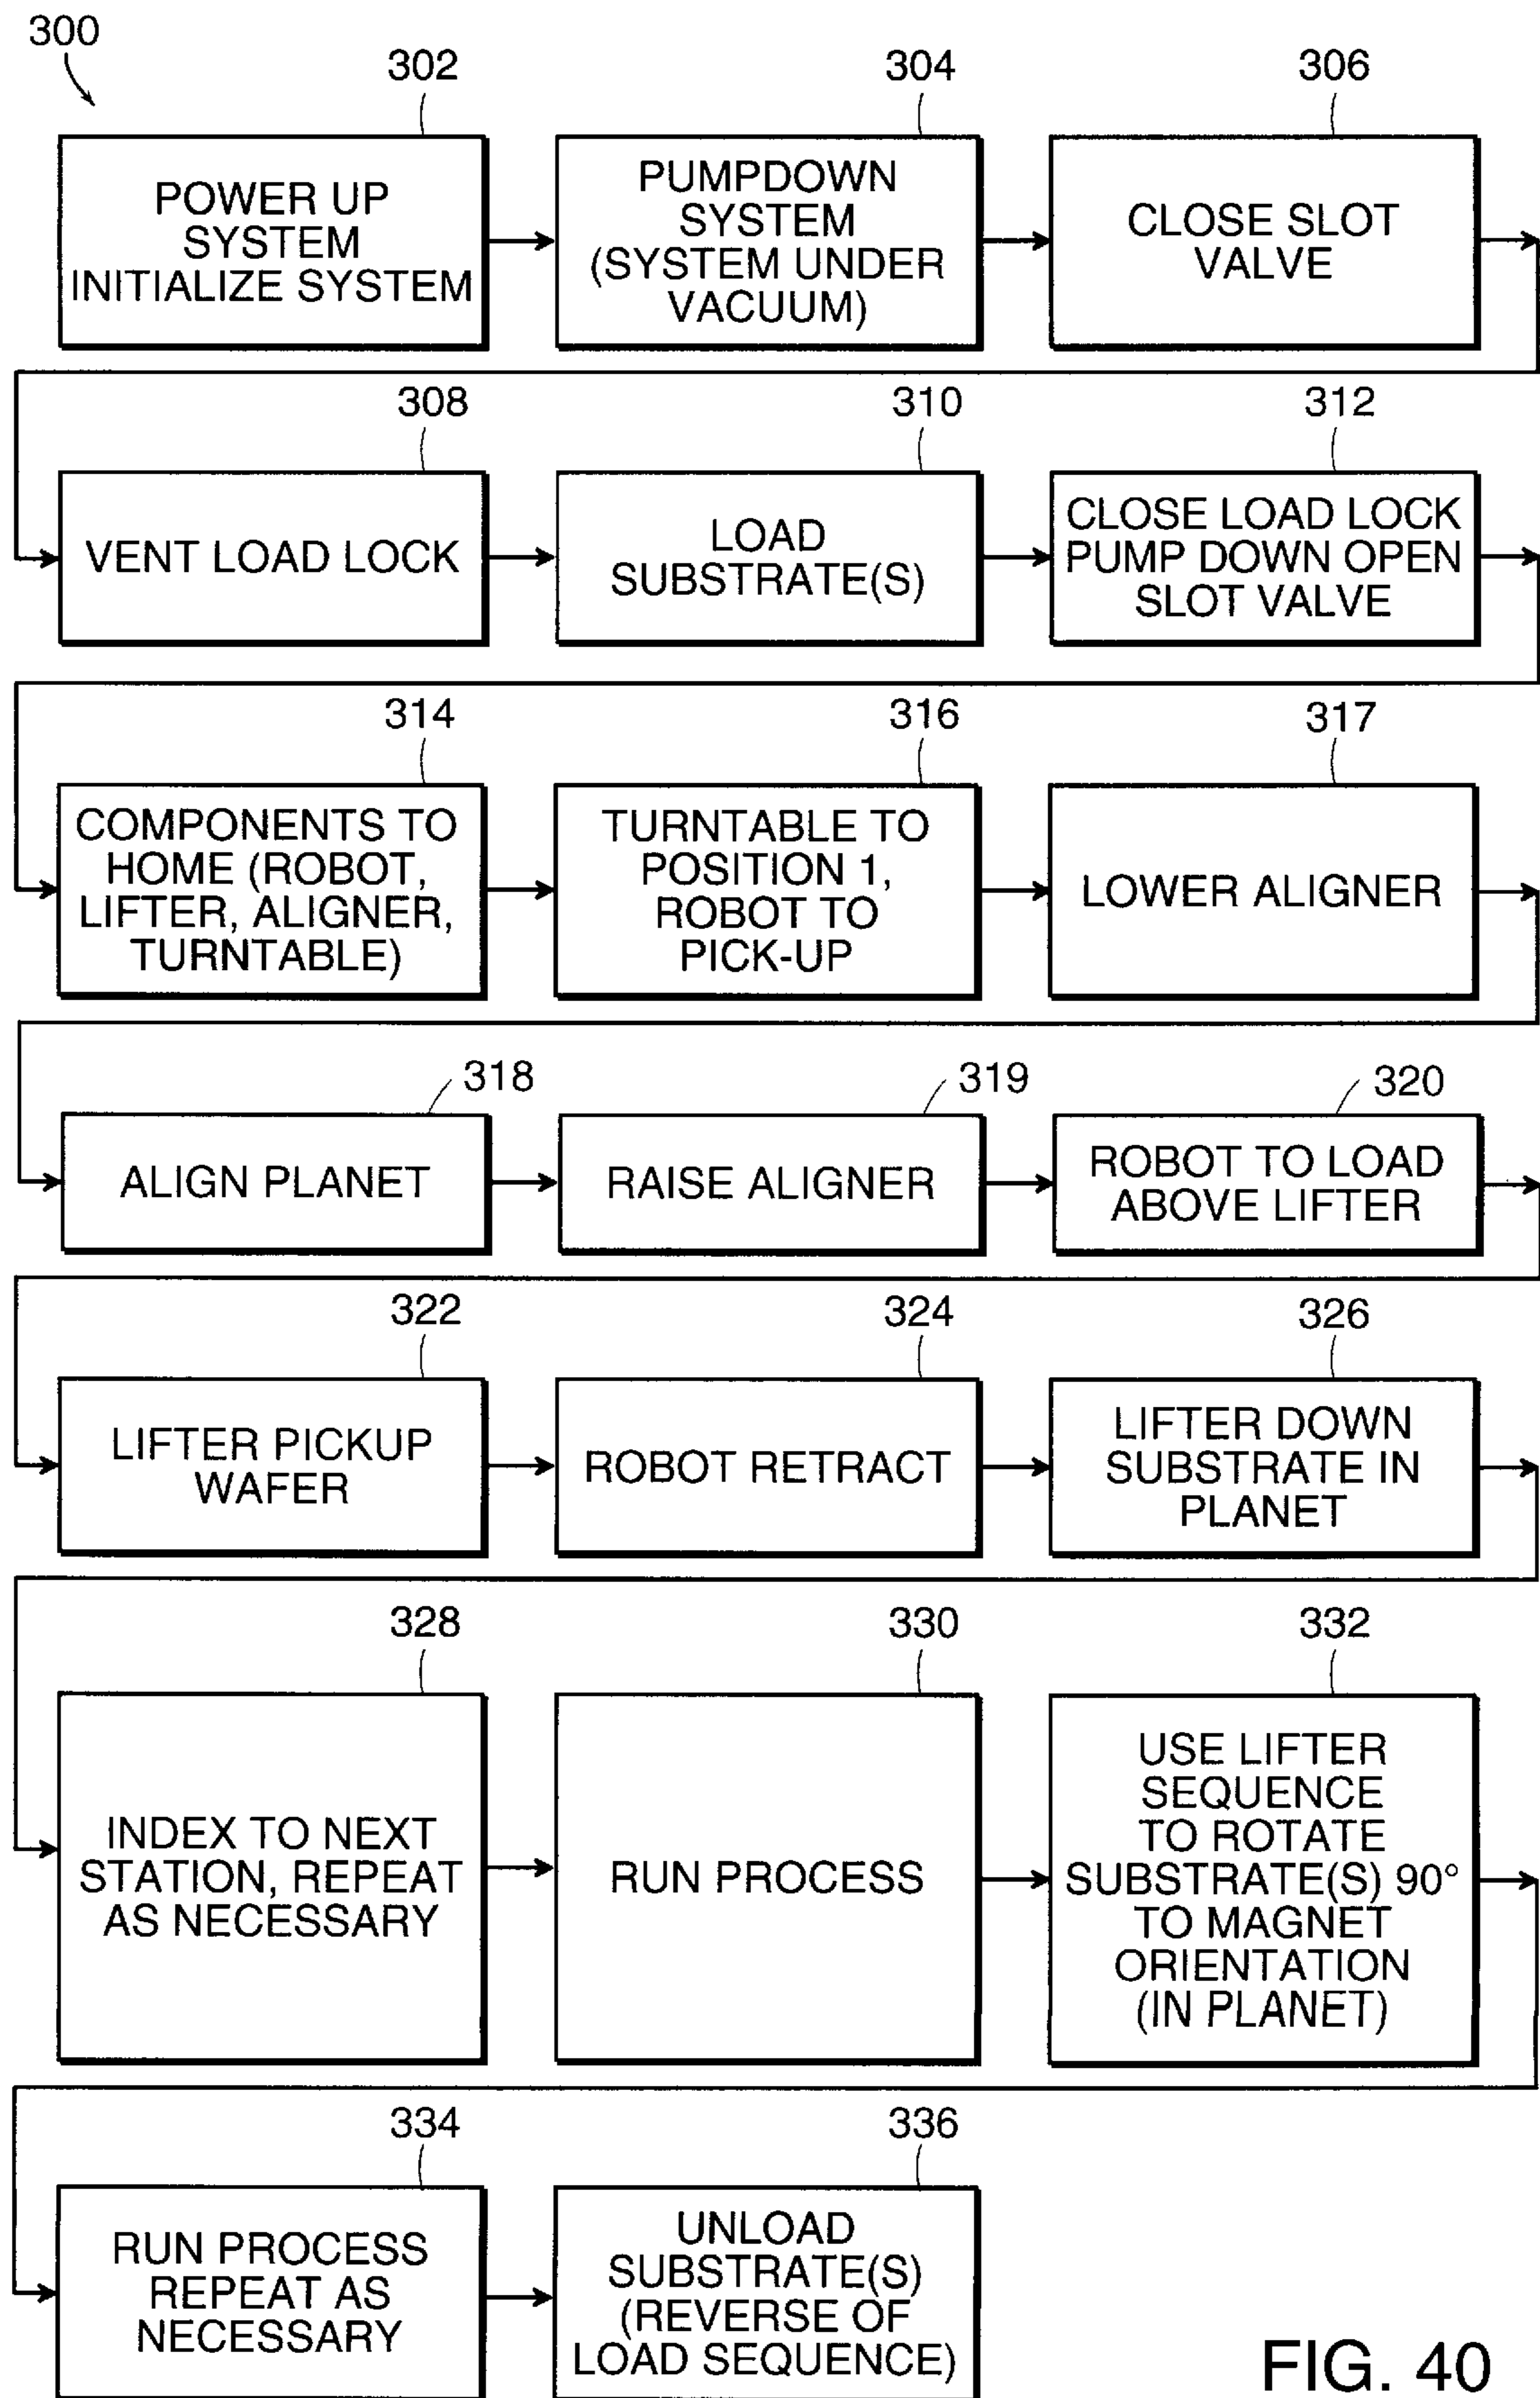 300
302
304
306
POWER UP
SYSTEM
INITIALIZE SYSTEM
PUMPDOWN
SYSTEM
(SYSTEM UNDER
VACUUM)
CLOSE SLOT
VALVE
308
310
312
VENT LOAD LOCK
LOAD
SUBSTRATE(S)
CLOSE LOAD LOCK
PUMP DOWN OPEN
SLOT VALVE
314
316
317
COMPONENTS TO
HOME (ROBOT,
LIFTER, ALIGNER,
TURNTABLE)
TURNTABLE TO
POSITION 1,
ROBOT TO
PICK-UP
LOWER ALIGNER
318
319
320
ALIGN PLANET
RAISE ALIGNER
ROBOT TO LOAD
ABOVE LIFTER
322
324
326
LIFTER PICKUP
WAFER
ROBOT RETRACT
LIFTER DOWN
SUBSTRATE IN
PLANET
328
330
332
INDEX TO NEXT
STATION, REPEAT
AS NECESSARY
RUN PROCESS
USE LIFTER
SEQUENCE
TO ROTATE
SUBSTRATE(S) 90°
TO MAGNET
ORIENTATION
(IN PLANET)
334
336
RUN PROCESS
REPEAT AS
NECESSARY
UNLOAD
SUBSTRATE(S)
(REVERSE OF
LOAD SEQUENCE)
FIG. 40